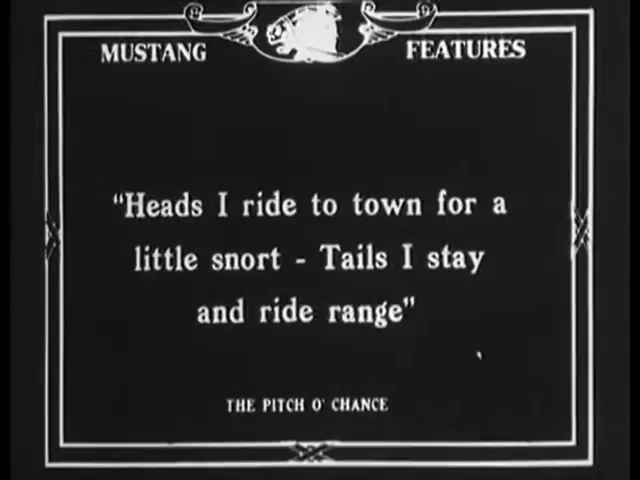 MUSTANG FEATURES
"Heads I ride to town for a
little snort - Tails I stay
and ride range"
THE PITCH O' CHANCE